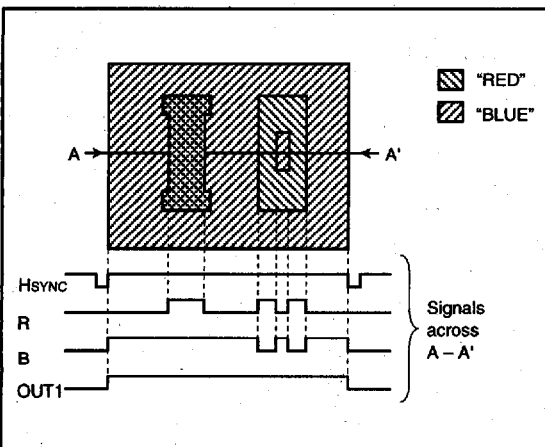 "RED"
"BLUE"
A
A'
HSYNC
R
B
OUT1
Signals
across
A – A'